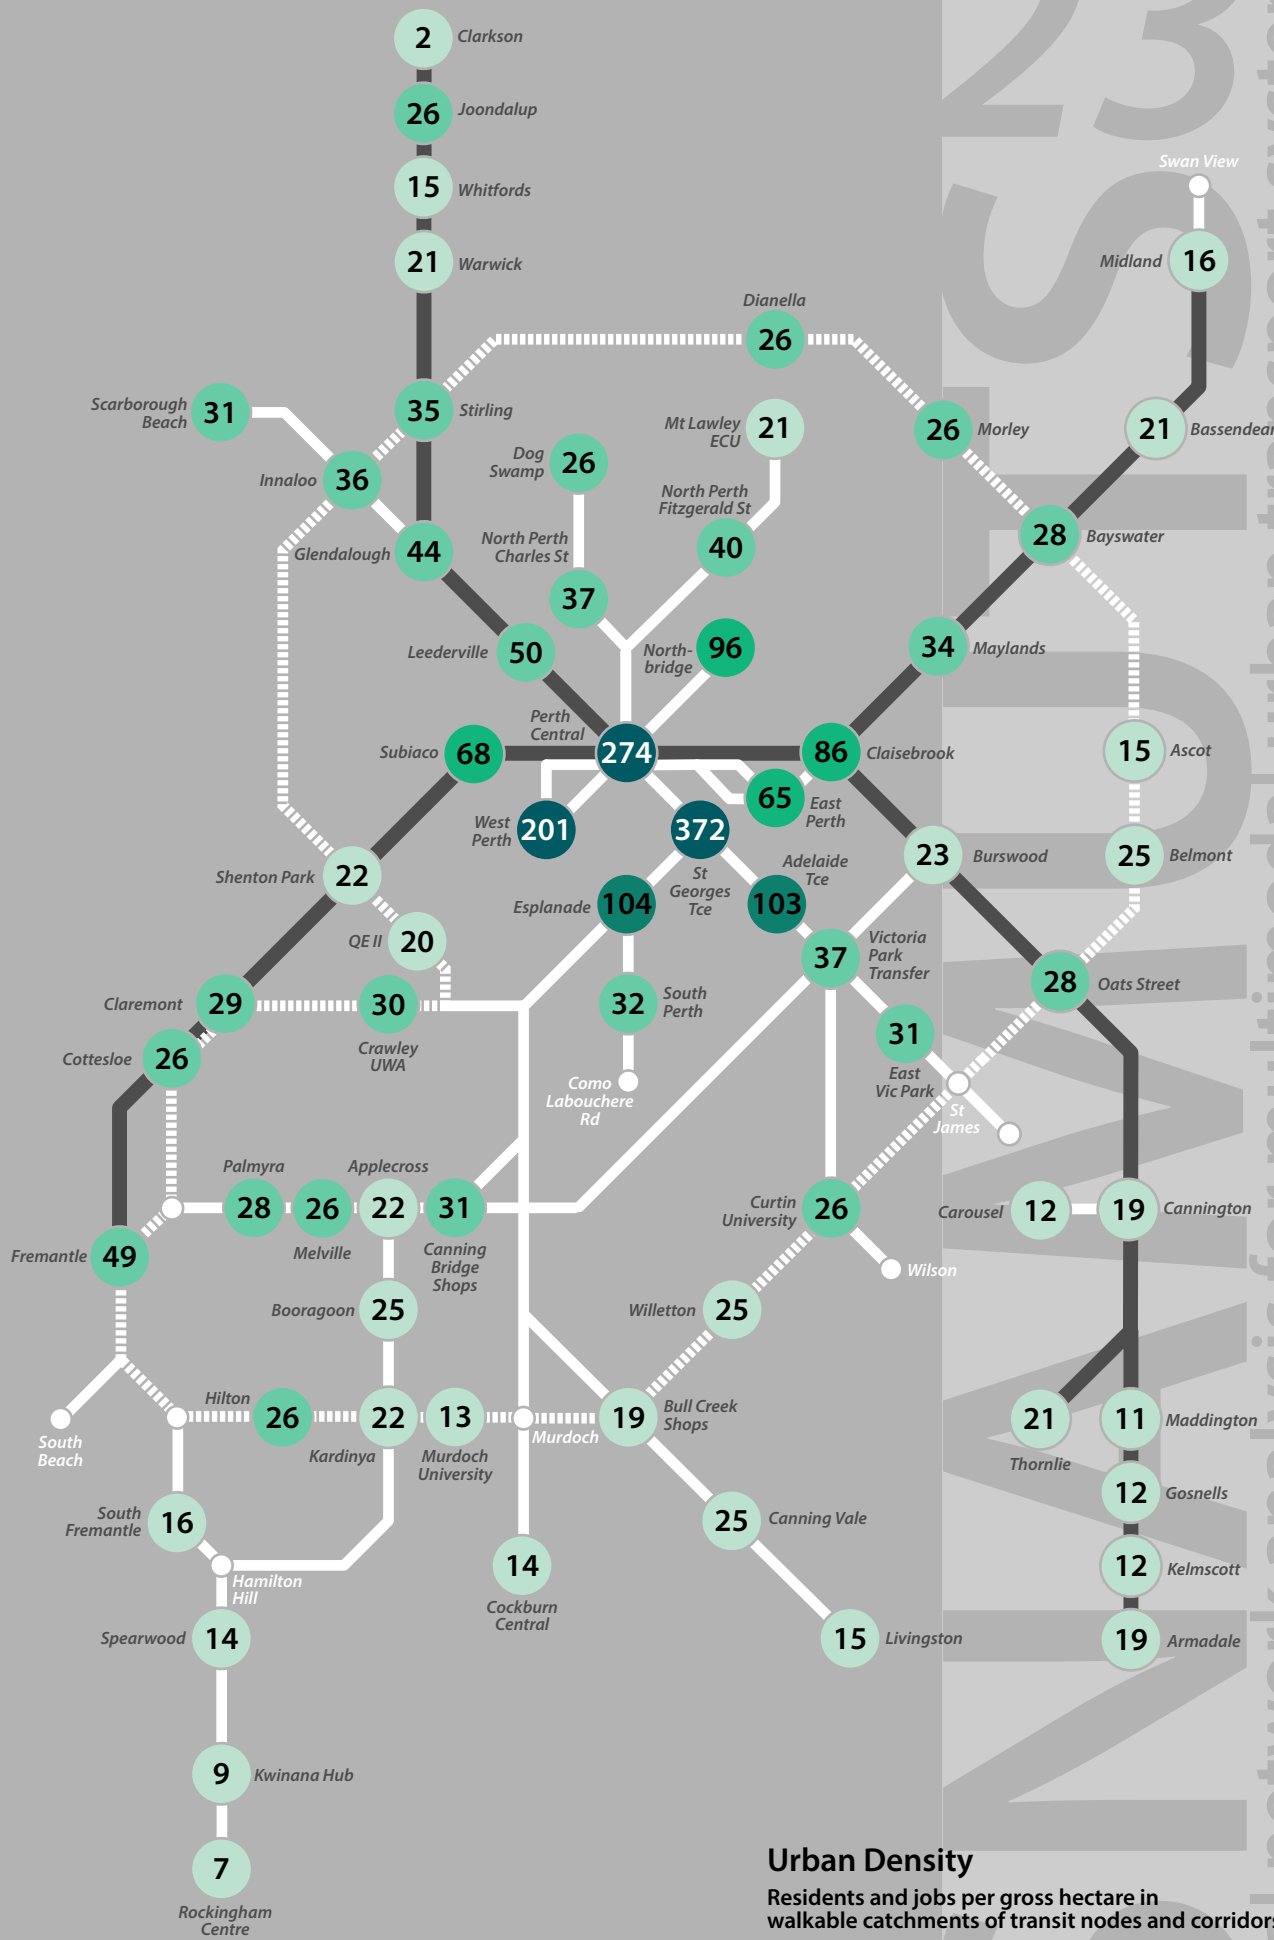 23
2
Clarkson
26
Joondalup
15
Whitfords
21
Warwick
Swan View
Midland
16
Dianella
26
Scarborough
Beach
31
35
Stirling
Mt Lawley
ECU
21
26
Morley
21
Bassendean
Dog
Swamp
26
Innaloo
36
North Perth
Fitzgerald St
40
Glendalough
44
North Perth
Charles St
37
28
Bayswater
Leederville
50
North-
bridge
96
34
Maylands
Perth
Central
274
Subiaco
68
86
Claisebrook
15
Ascot
65
East
Perth
West
Perth
201
372
St
Georges
Tce
Adelaide
Tce
103
23
Burswood
25
Belmont
Shenton Park
22
Esplanade
104
QE II
20
37
Victoria
Park
Transfer
Claremont
29
30
Crawley
UWA
32
South
Perth
28
Oats Street
Cottesloe
26
31
East
Vic Park
Como
Labouchere
Rd
St
James
Palmyra
28
26
Melville
Applecross
22
31
Canning
Bridge
Shops
Curtin
University
26
Carousel
12
19
Cannington
Fremantle
49
Wilson
Booragoon
25
Willetton
25
Hilton
26
22
Kardinya
13
Murdoch
University
Murdoch
19
Bull Creek
Shops
21
Thornlie
11
Maddington
South
Beach
12
Gosnells
South
Fremantle
16
25
Canning Vale
Hamilton
Hill
14
Cockburn
Central
12
Kelmscott
Spearwood
14
15
Livingston
19
Armadale
9
Kwinana Hub
7
Rockingham
Centre
Urban Density
Residents and jobs per gross hectare in
walkable catchments of transit nodes and corridors